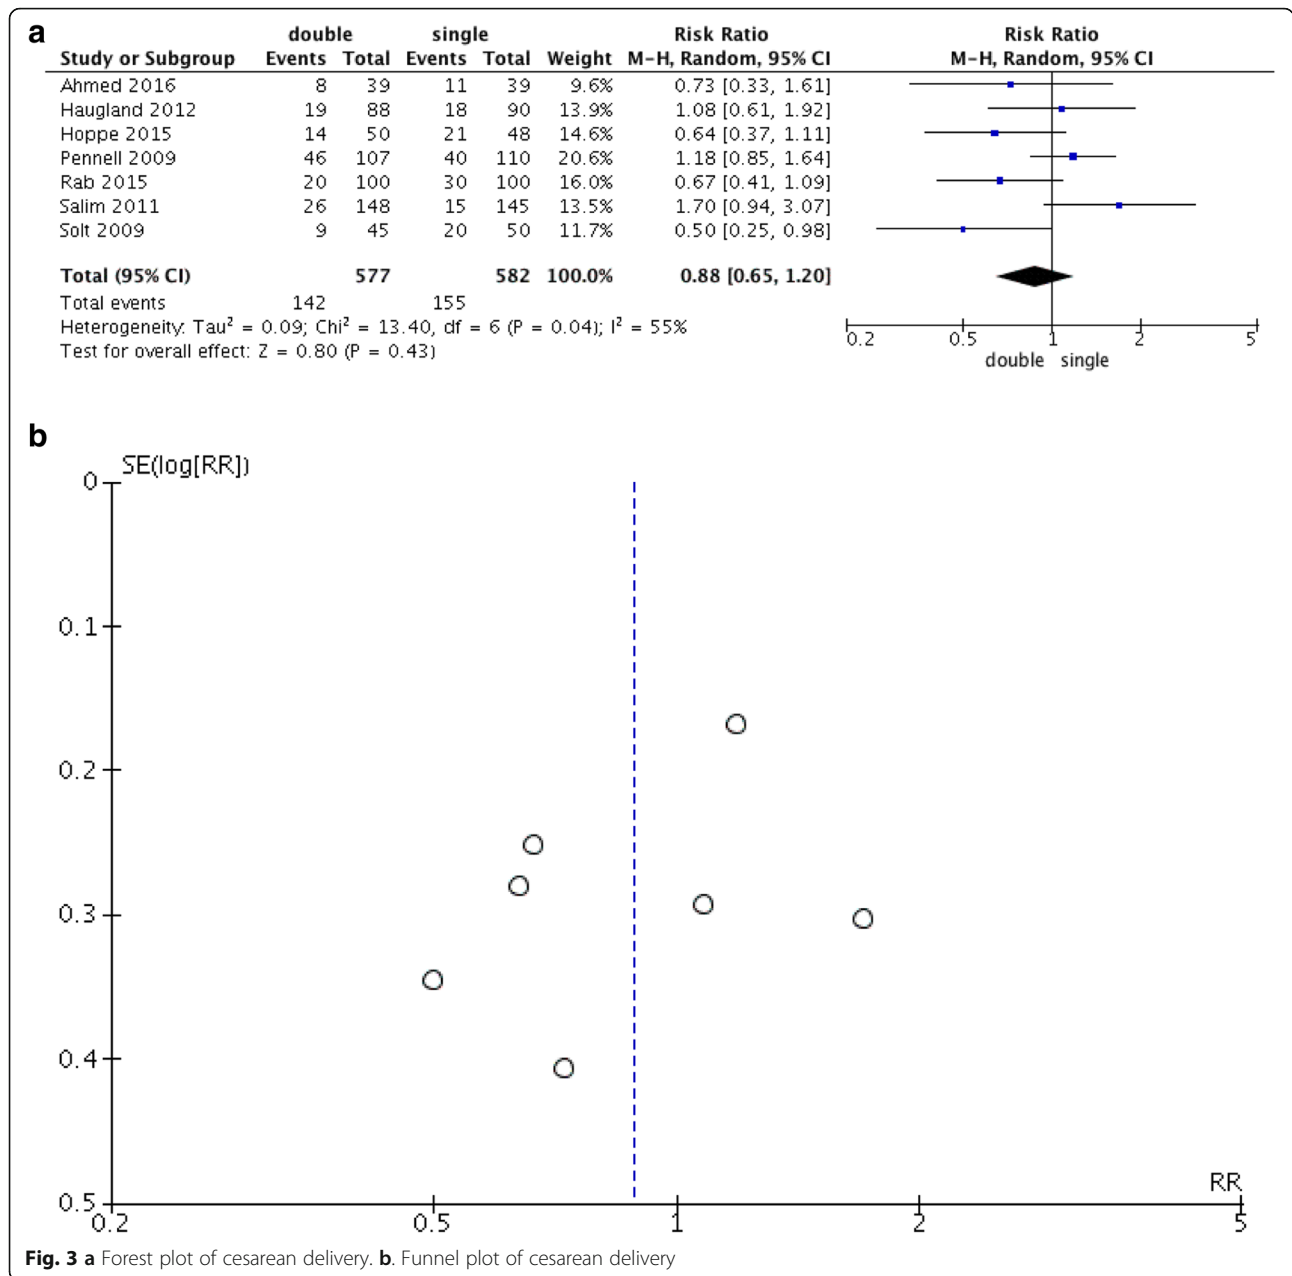 a
double single Risk Ratio Risk Ratio
Study or Subgroup Events Total Events Total Weight M-H, Random, 95% CI M-H, Random, 95% CI
Ahmed 2016 8 39 11 39 9.6% 0.73 [0.33, 1.61]
Haugland 2012 19 88 18 90 13.9% 1.08 [0.61, 1.92]
Hoppe 2015 14 50 21 48 14.6% 0.64 [0.37, 1.11]
Pennell 2009 46 107 40 110 20.6% 1.18 [0.85, 1.64]
Rab 2015 20 100 30 100 16.0% 0.67 [0.41, 1.09]
Salim 2011 26 148 15 145 13.5% 1.70 [0.94, 3.07]
Solt 2009 9 45 20 50 11.7% 0.50 [0.25, 0.98]
Total (95% CI) 577 582 100.0% 0.88 [0.65, 1.20]
Total events 142 155
Heterogeneity: Tau² = 0.09; Chi² = 13.40, df = 6 (P = 0.04); I² = 55%
Test for overall effect: Z = 0.80 (P = 0.43)
0.2 0.5 1 2 5
double single
b
SE(log[RR])
0
0.1
0.2
0.3
0.4
0.5
RR
0.2 0.5 1 2 5
Fig. 3 a Forest plot of cesarean delivery. b. Funnel plot of cesarean delivery